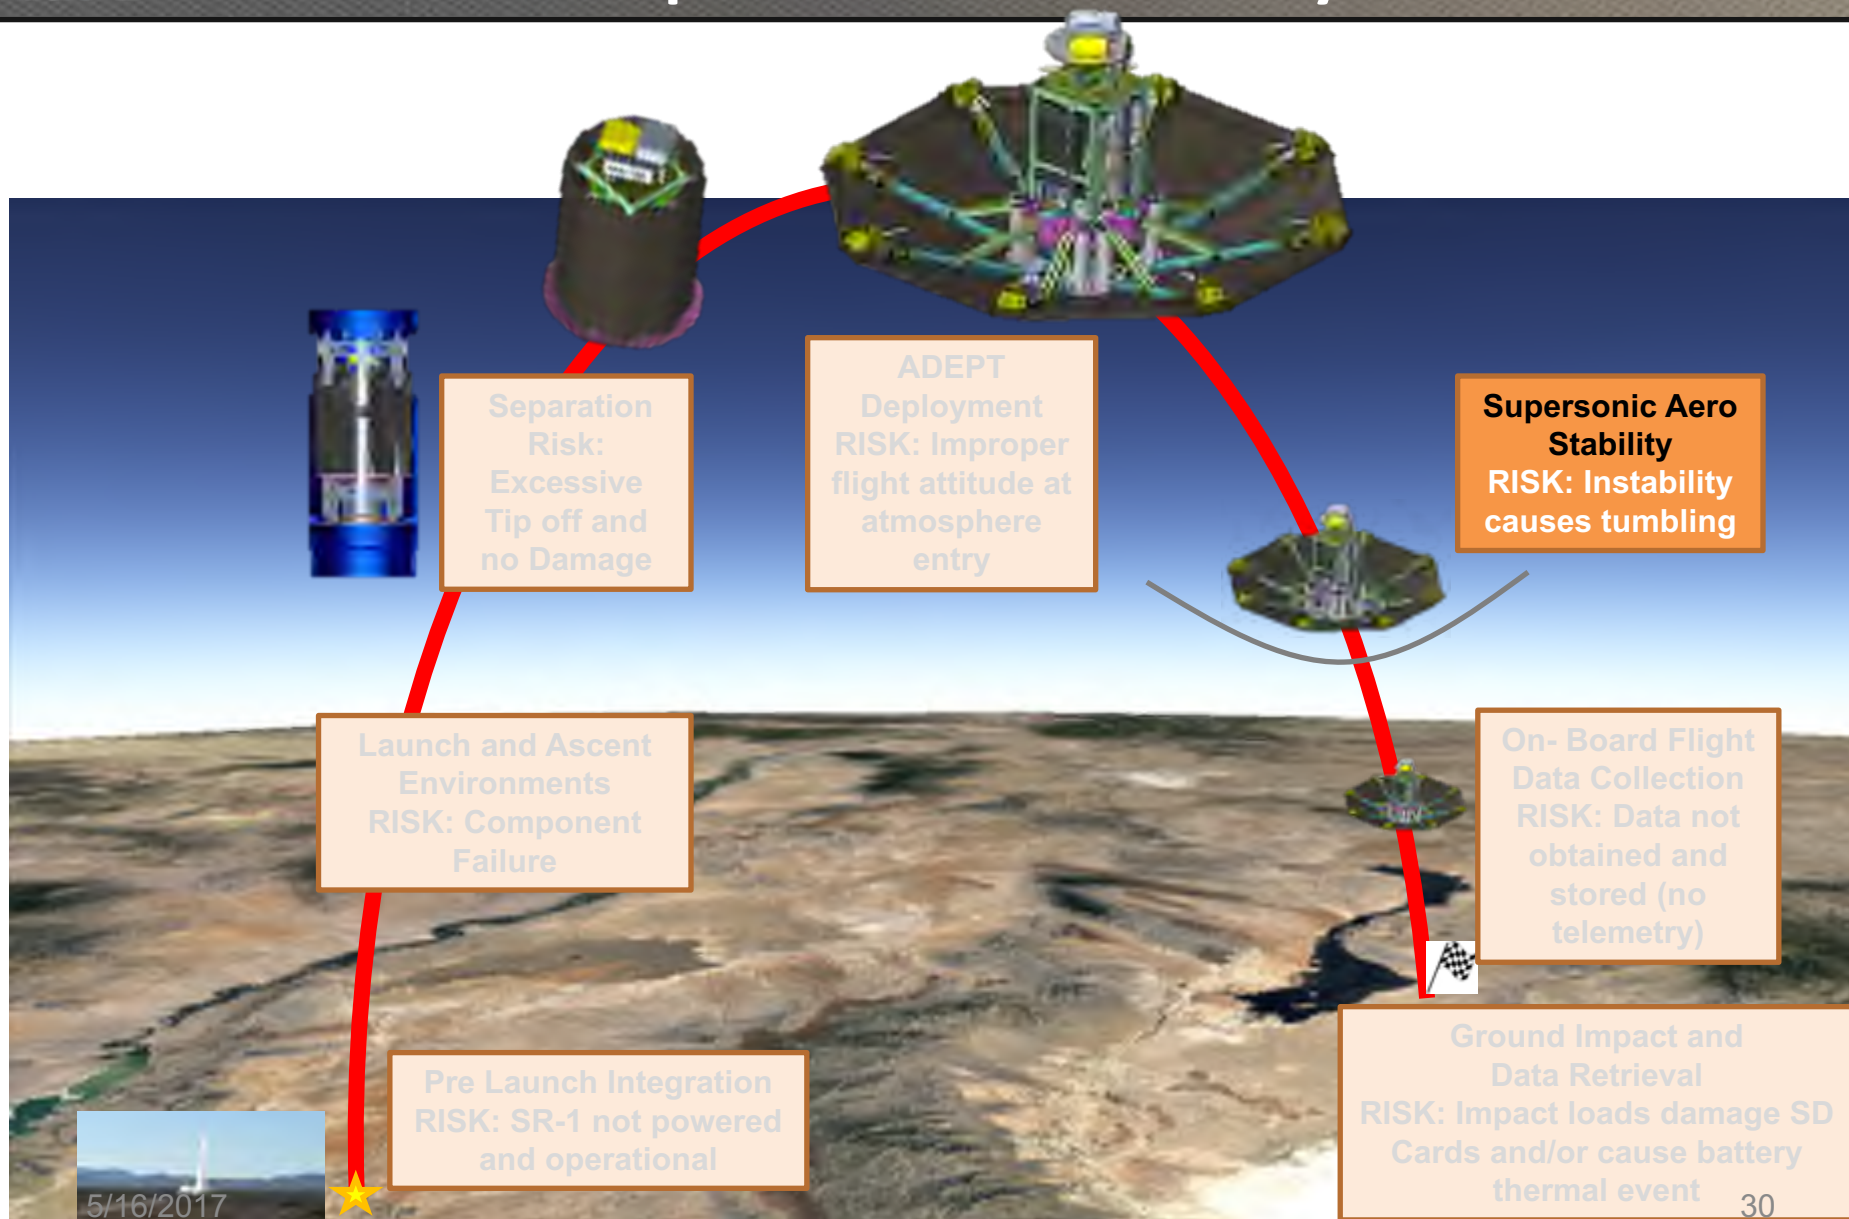 Separation
Risk:
Excessive
Tip off and
no Damage
ADEPT
Deployment
RISK: Improper
flight attitude at
atmosphere
entry
Supersonic Aero
Stability
RISK: Instability
causes tumbling
Launch and Ascent
Environments
RISK: Component
Failure
On- Board Flight
Data Collection
RISK: Data not
obtained and
stored (no
telemetry)
Pre Launch Integration
RISK: SR-1 not powered
and operational
Ground Impact and
Data Retrieval
RISK: Impact loads damage SD
Cards and/or cause battery
thermal event
5/16/2017
30